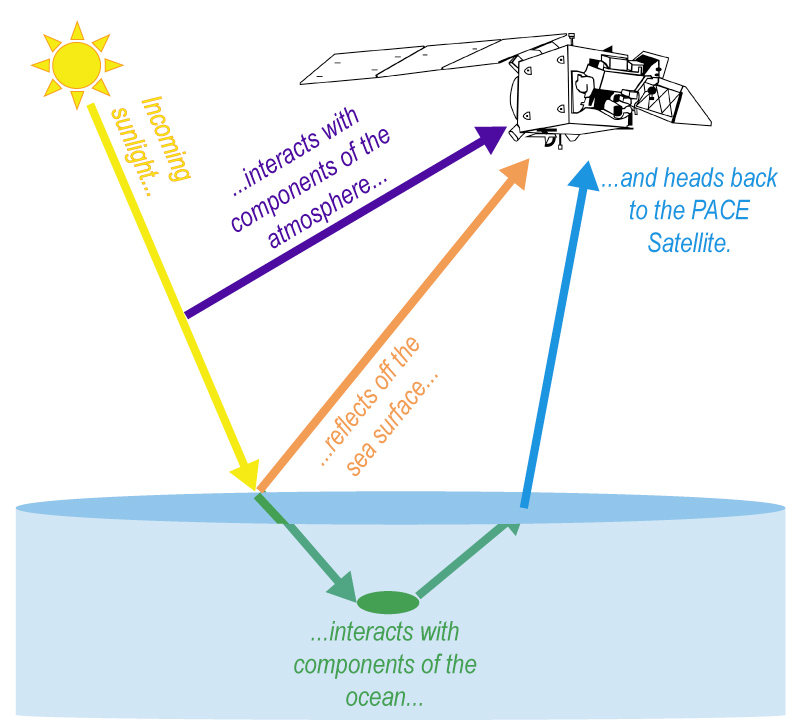 Incoming
sunlight...
...interacts with
components of the
atmosphere...
...and heads back
to the PACE
Satellite.
...reflects off the
sea surface...
...interacts with
components of the
ocean...